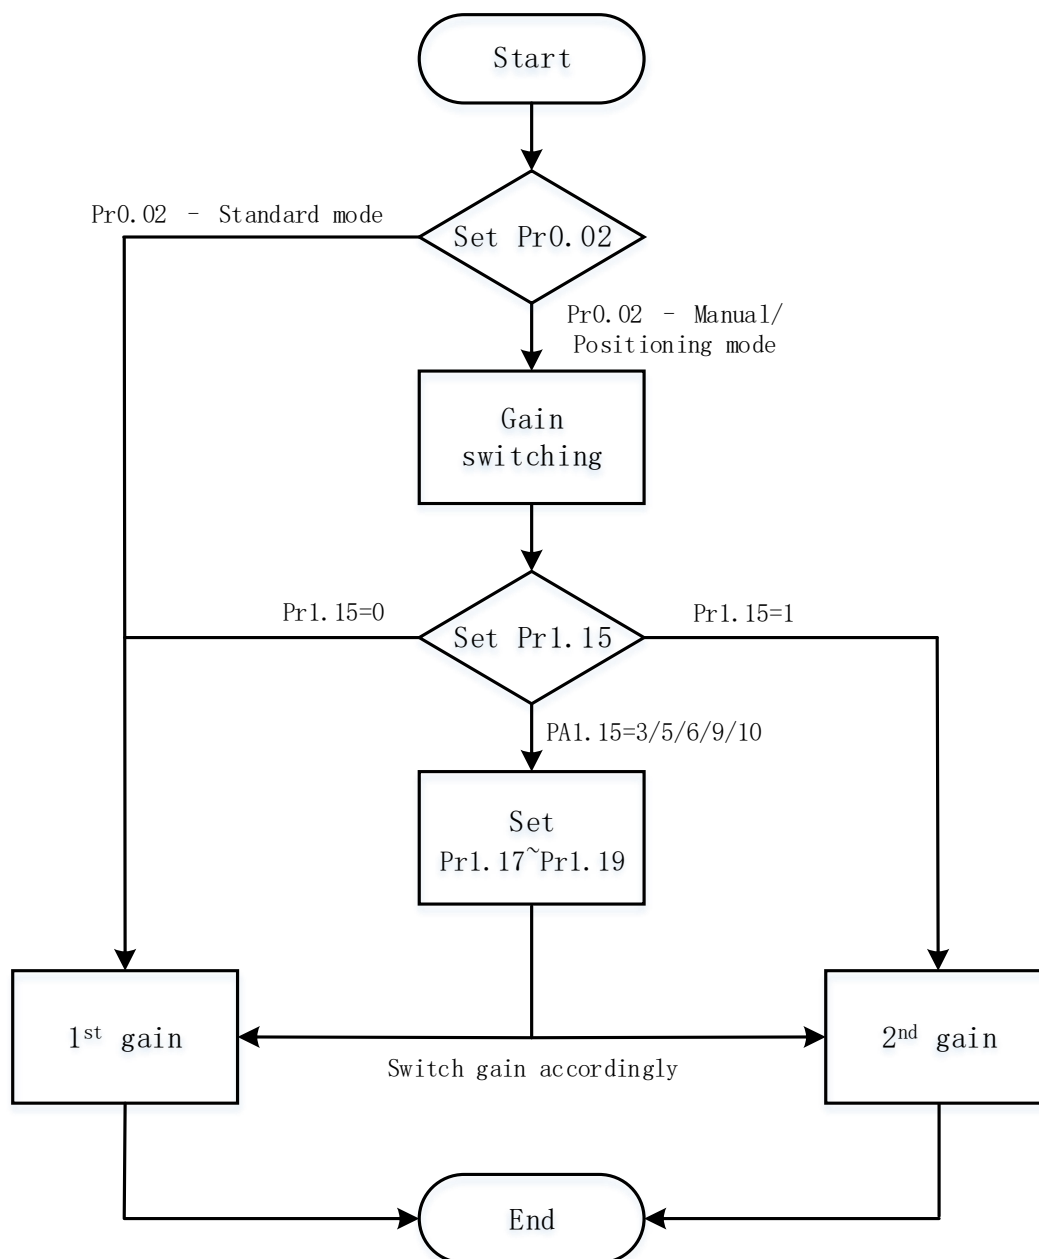 Start
Pr0.02 - Standard mode
Set Pr0.02
Pr0.02 - Manual/
Positioning mode
Gain
switching
Pr1.15=0
Set Pr1.15
Pr1.15=1
PA1.15=3/5/6/9/10
Set
Pr1.17~Pr1.19
1st gain
2nd gain
Switch gain accordingly
End